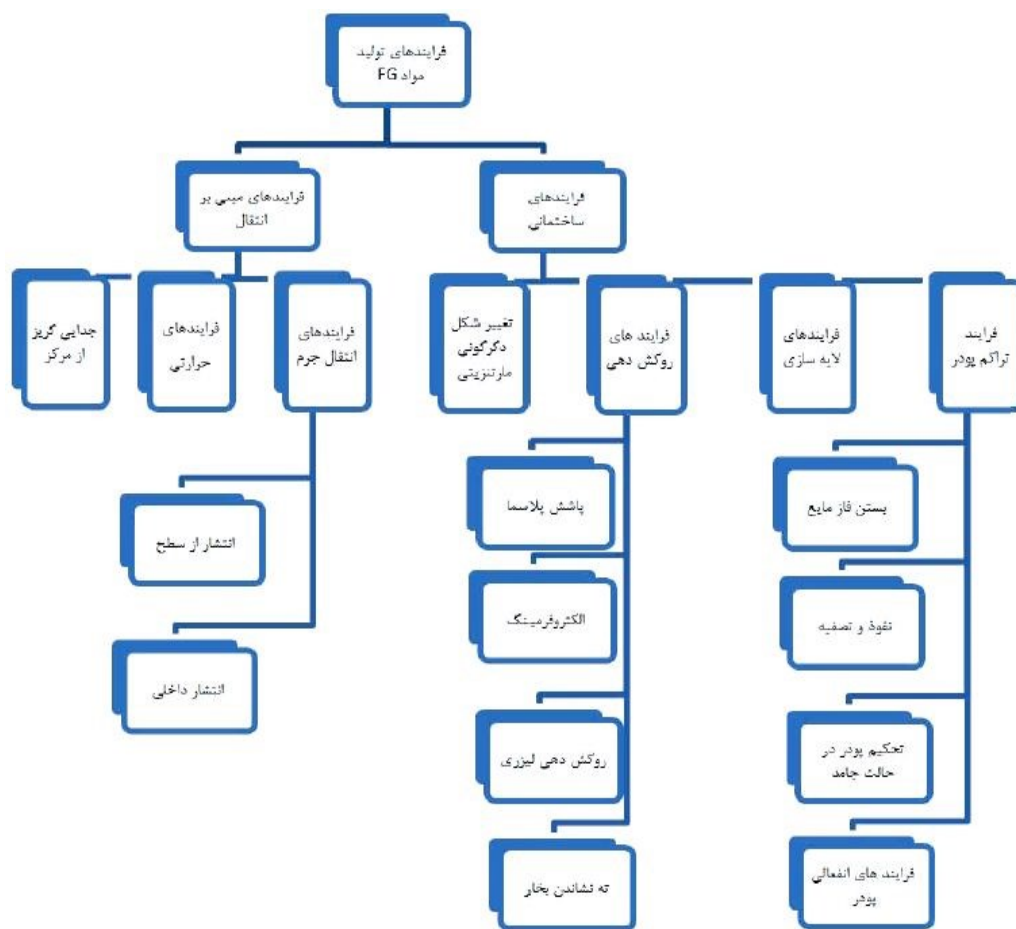 فرایندهای تولید
مواد FG
فرایندهای مبنی بر
انتقال
فرایندهای
ساختمانی
جدایی گریز
از مرکز
فرایندهای
حرارتی
فرایندهای
انتقال جرم
تغییر شکل
دگرگونی
مارتنزیتی
فرایند های
روکش دهی
فرایندهای
لایه سازی
فرایند
تراکم پودر
انتشار از سطح
انتشار داخلی
پاشش پلاسما
الکتروفرمینگ
روکش دهی لیزری
ته نشاندن بخار
بستن فاز مایع
نفوذ و تصفیه
تحکیم پودر در
حالت جامد
فرایند های انفعالی
پودر